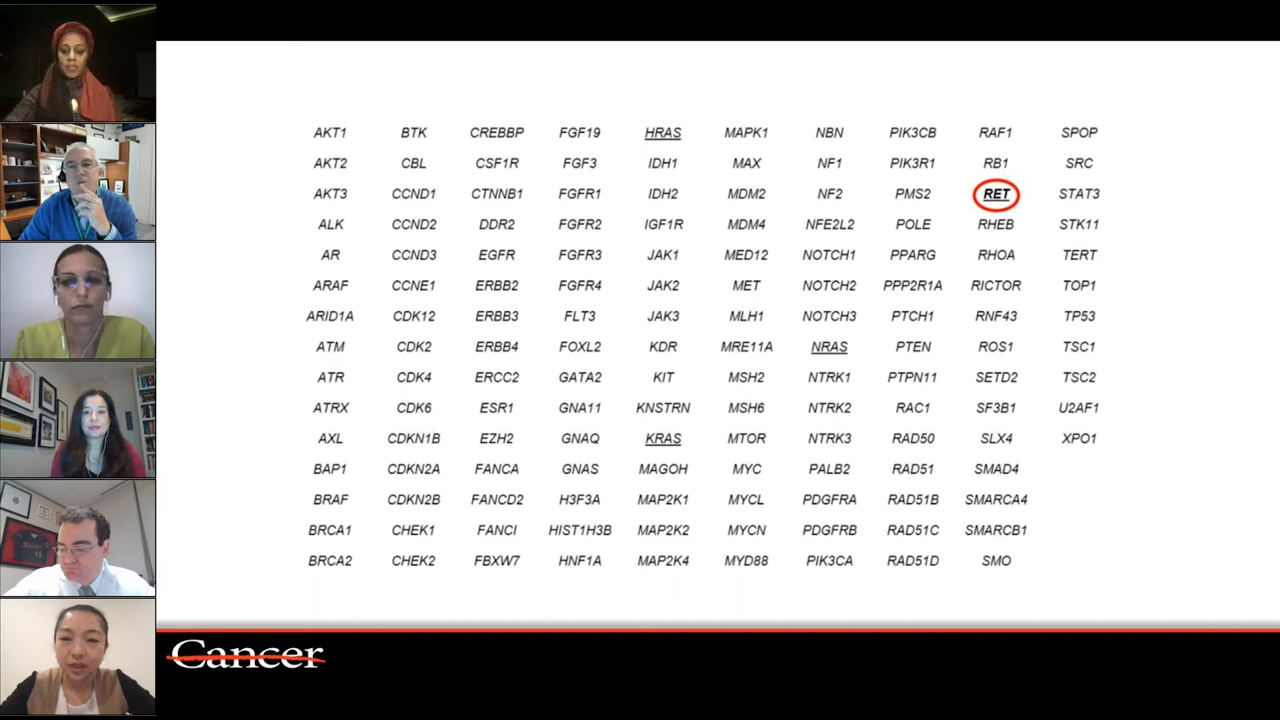 AKT1 BTK CREBBP FGF19 HRAS MAPK1 NBN PIK3CB RAF1 SPOP
AKT2 CBL CSF1R FGF3 IDH1 MAX NF1 PIK3R1 RB1 SRC
AKT3 CCND1 CTNNB1 FGFR1 IDH2 MDM2 NF2 PMS2 RET STAT3
ALK CCND2 DDR2 FGFR2 IGF1R MDM4 NFE2L2 POLE RHEB STK11
AR CCND3 EGFR FGFR3 JAK1 MED12 NOTCH1 PPARG RHOA TERT
ARAF CCNE1 ERBB2 FGFR4 JAK2 MET NOTCH2 PPP2R1A RICTOR TOP1
ARID1A CDK12 ERBB3 FLT3 JAK3 MLH1 NOTCH3 PTCH1 RNF43 TP53
ATM CDK2 ERBB4 FOXL2 KDR MRE11A NRAS PTEN ROS1 TSC1
ATR CDK4 ERCC2 GATA2 KIT MSH2 NTRK1 PTPN11 SETD2 TSC2
ATRX CDK6 ESR1 GNA11 KNSTRN MSH6 NTRK2 RAC1 SF3B1 U2AF1
AXL CDKN1B EZH2 GNAQ KRAS MTOR NTRK3 RAD50 SLX4 XPO1
BAP1 CDKN2A FANCA GNAS MAGOH MYC PALB2 RAD51 SMAD4
BRAF CDKN2B FANCD2 H3F3A MAP2K1 MYCL PDGFRA RAD51B SMARCA4
BRCA1 CHEK1 FANCI HIST1H3B MAP2K2 MYCN PDGFRB RAD51C SMARCB1
BRCA2 CHEK2 FBXW7 HNF1A MAP2K4 MYD88 PIK3CA RAD51D SMO
Cancer